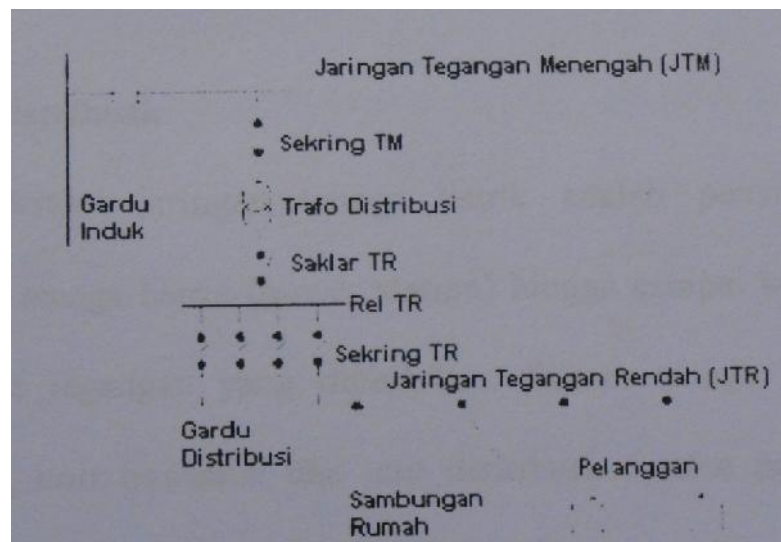 Jaringan Tegangan Menengah (JTM)
Sekring TM
Gardu
Induk
Trafo Distribusi
Saklar TR
Rel TR
Sekring TR
Jaringan Tegangan Rendah (JTR)
Gardu
Distribusi
Pelanggan
Sambungan
Rumah